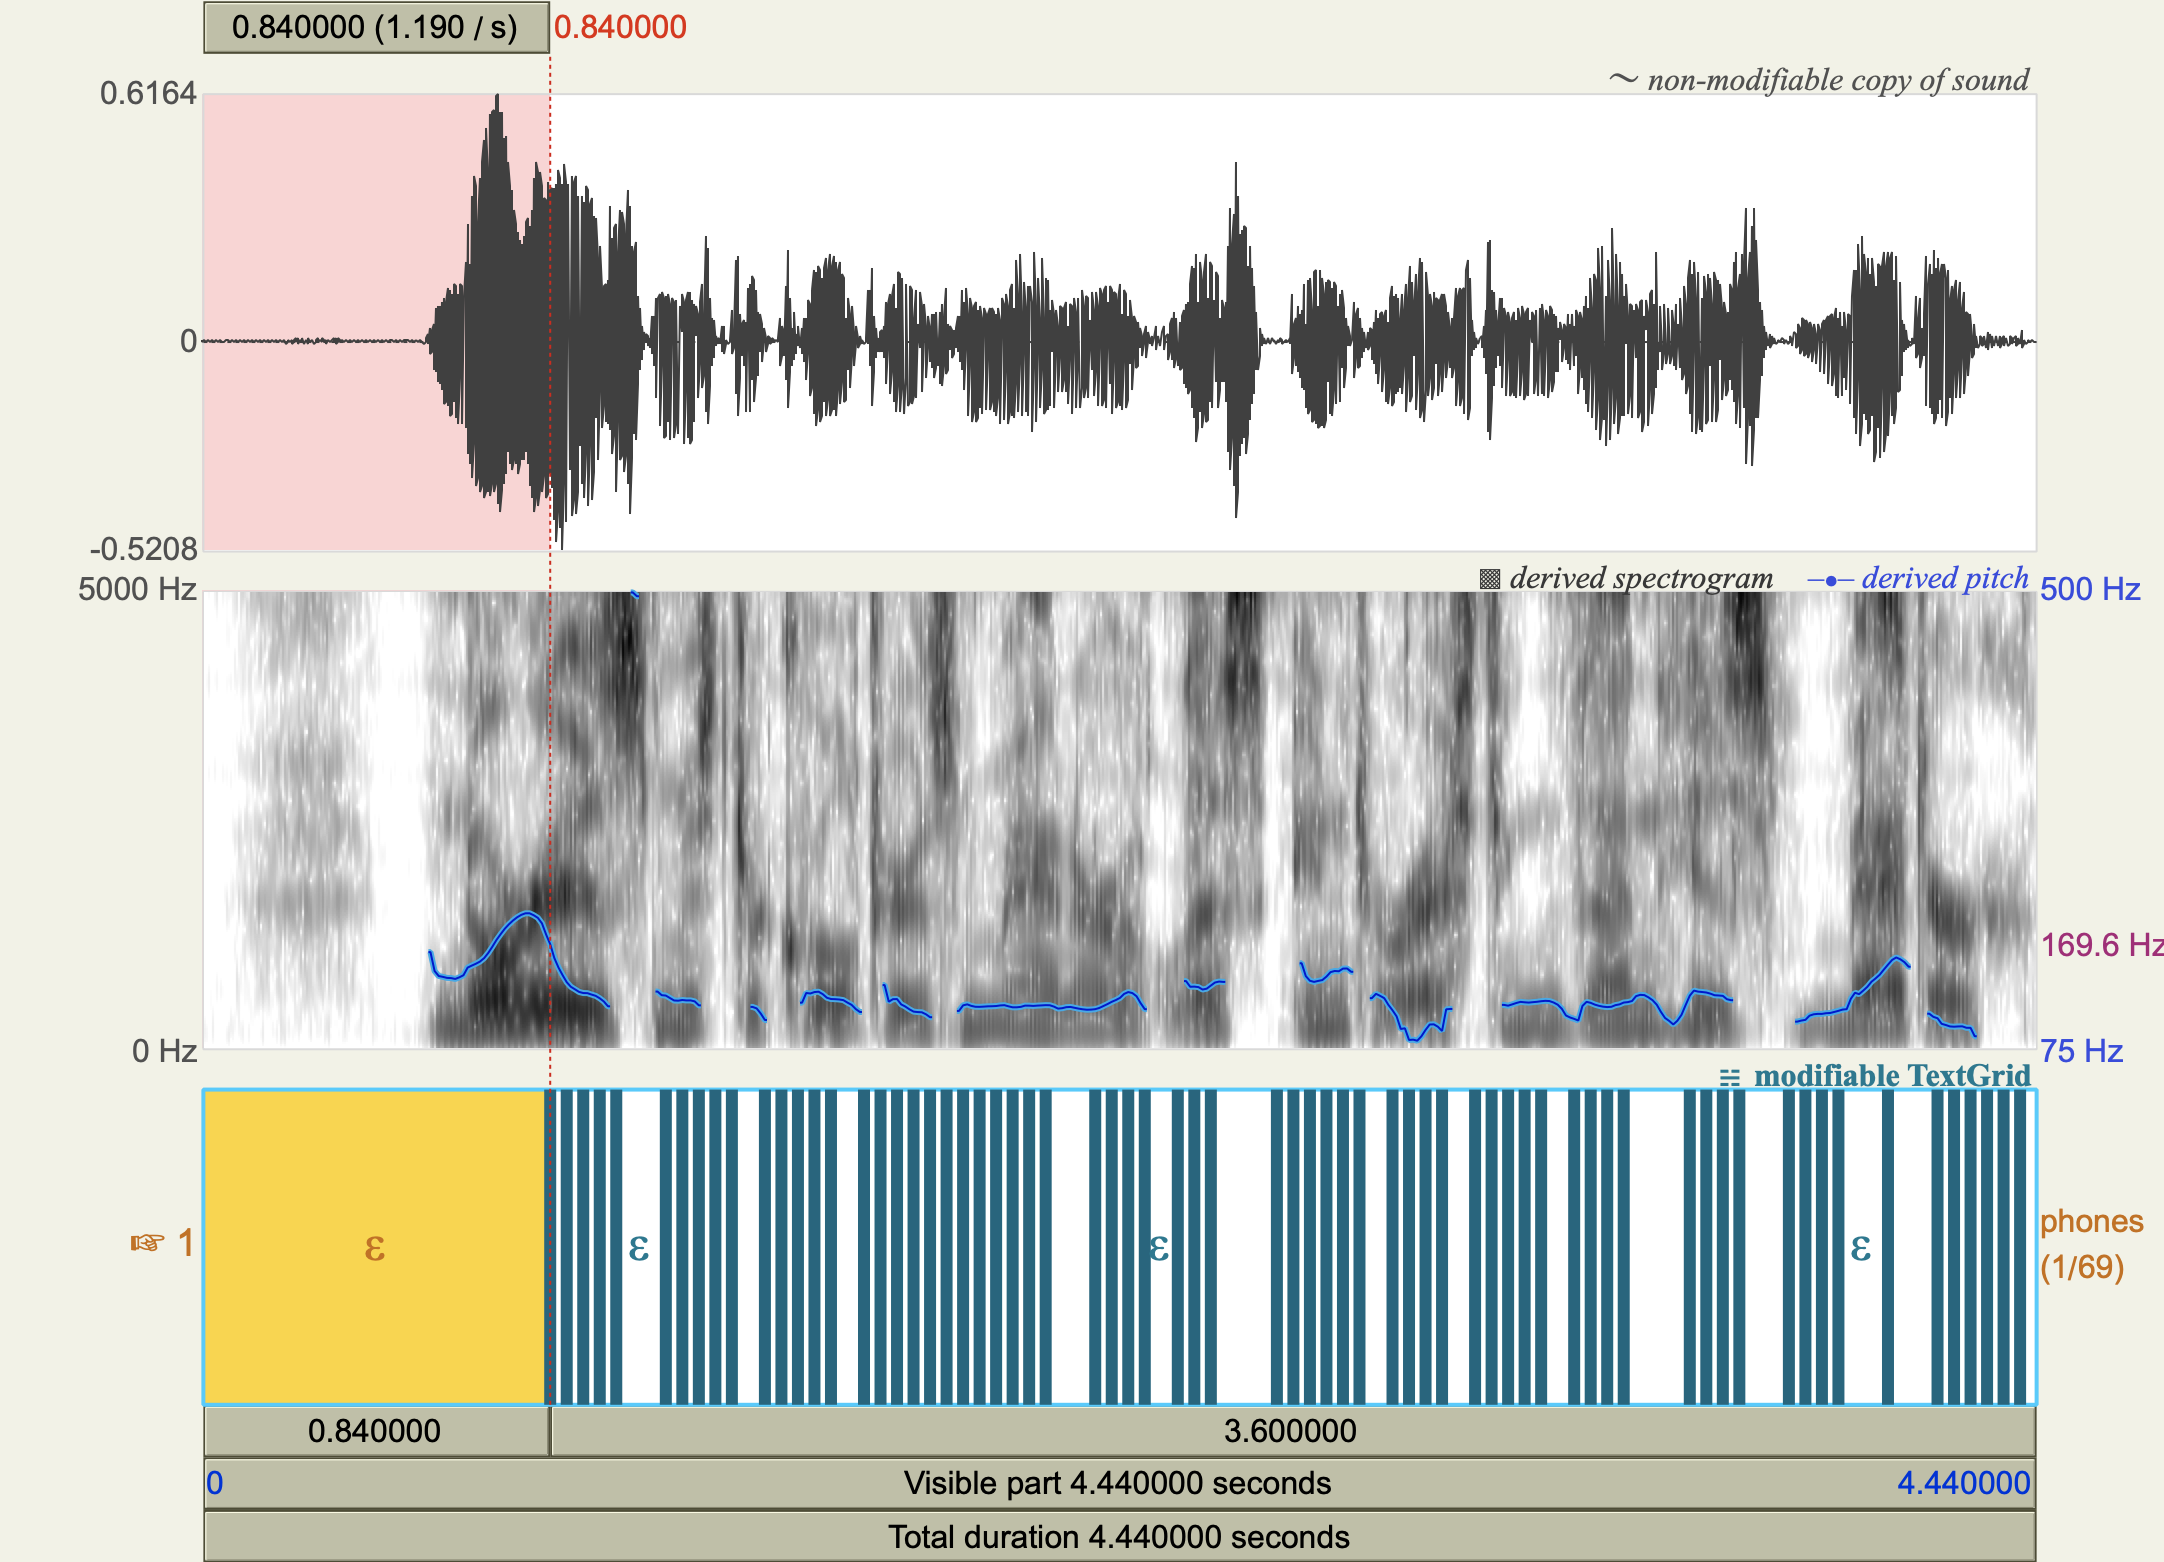 0.840000 (1.190 / s) 0.840000
0.6164
~ non-modifiable copy of sound
0
-0.5208
5000 Hz
derived spectrogram derived pitch 500 Hz
169.6 Hz
0 Hz
75 Hz
modifiable TextGrid
☞ 1 ε ε ε ε
phones
(1/69)
0.840000 3.600000
0 Visible part 4.440000 seconds 4.440000
Total duration 4.440000 seconds